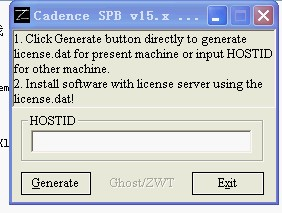 Cadence SPB v15.x ...
1. Click Generate button directly to generate
license.dat for present machine or input HOSTID
for other machine.
2. Install software with license server using the
license.dat!
HOSTID
Generate
Ghost/ZWT
Exit